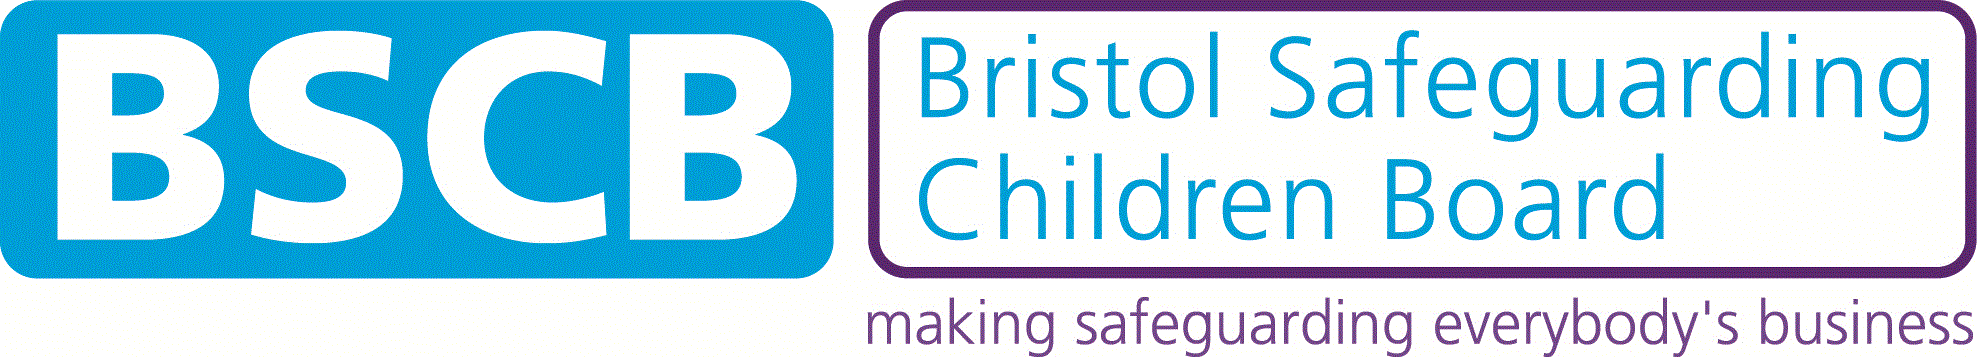 BSCB
Bristol Safeguarding
Children Board
making safeguarding everybody's business